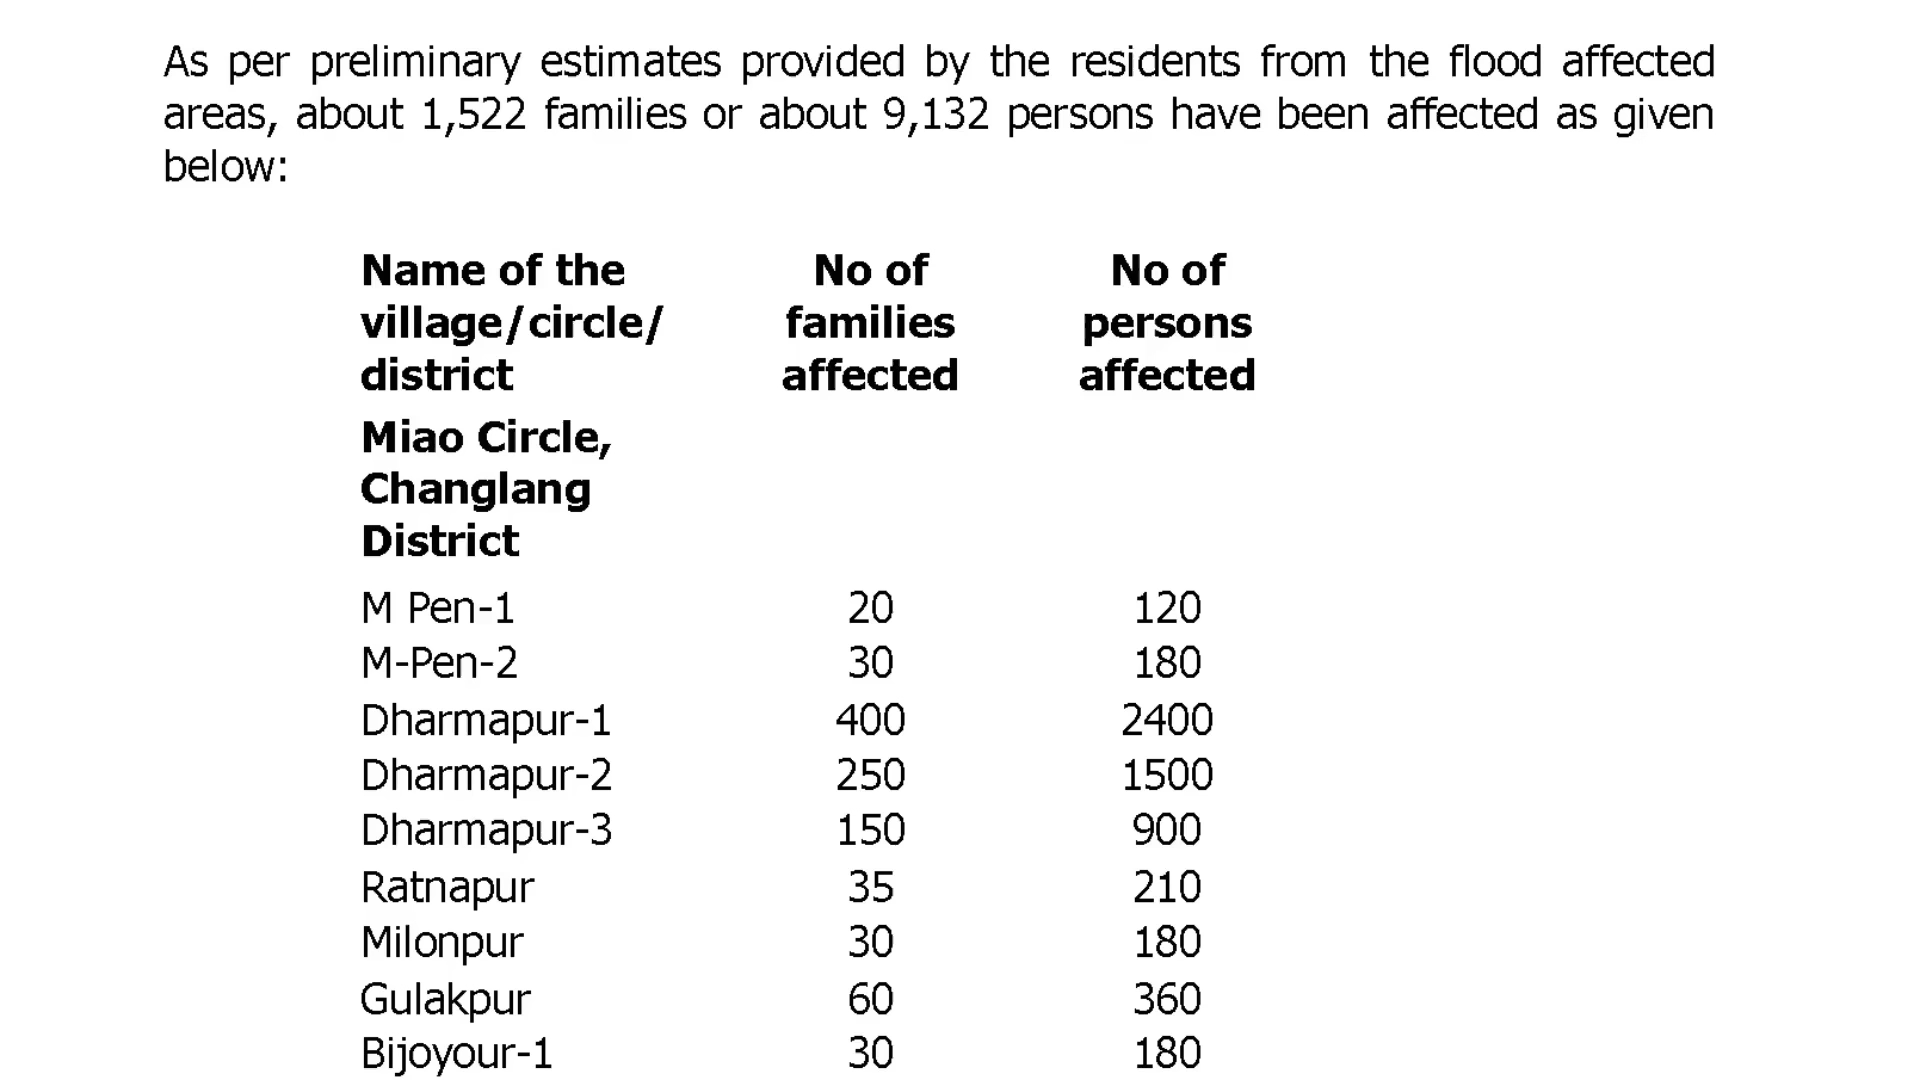 As per preliminary estimates provided by the residents from the flood affected
areas, about 1,522 families or about 9,132 persons have been affected as given
below:
Name of the village/circle/district No of families affected No of persons affected
Miao Circle,
Changlang
District
M Pen-1 20 120
M-Pen-2 30 180
Dharmapur-1 400 2400
Dharmapur-2 250 1500
Dharmapur-3 150 900
Ratnapur 35 210
Milonpur 30 180
Gulakpur 60 360
Bijoyour-1 30 180